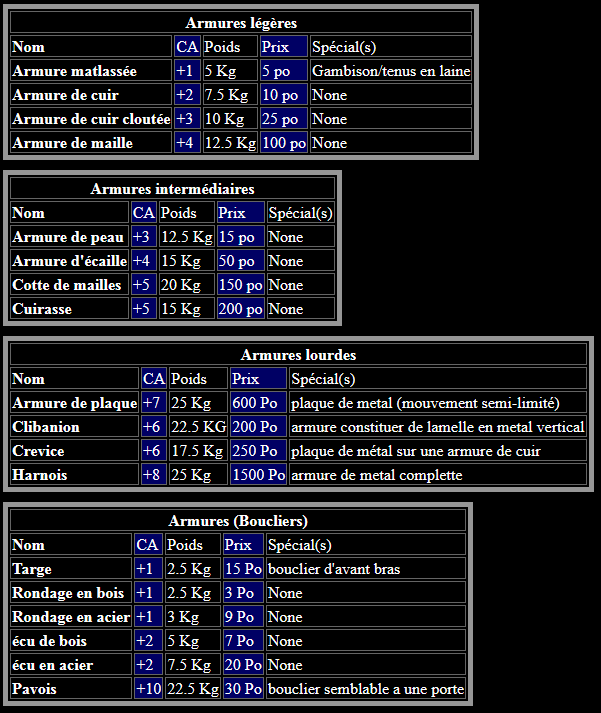 Armures légères
Nom CA Poids Prix Spécial(s)
Armure matlassée +1 5 Kg 5 po Gambison/tenus en laine
Armure de cuir +2 7.5 Kg 10 po None
Armure de cuir cloutée +3 10 Kg 25 po None
Armure de maille +4 12.5 Kg 100 po None
Armures intermédiaires
Nom CA Poids Prix Spécial(s)
Armure de peau +3 12.5 Kg 15 po None
Armure d'écaille +4 15 Kg 50 po None
Cotte de mailles +5 20 Kg 150 po None
Cuirasse +5 15 Kg 200 po None
Armures lourdes
Nom CA Poids Prix Spécial(s)
Armure de plaque +7 25 Kg 600 Po plaque de metal (mouvement semi-limité)
Clibanion +6 22.5 KG 200 Po armure constituer de lamelle en metal vertical
Crevice +6 17.5 Kg 250 Po plaque de métal sur une armure de cuir
Harnois +8 25 Kg 1500 Po armure de metal complette
Armures (Boucliers)
Nom CA Poids Prix Spécial(s)
Targe +1 2.5 Kg 15 Po bouclier d'avant bras
Rondage en bois +1 2.5 Kg 3 Po None
Rondage en acier +1 3 Kg 9 Po None
écu de bois +2 5 Kg 7 Po None
écu en acier +2 7.5 Kg 20 Po None
Pavois +10 22.5 Kg 30 Po bouclier semblable a une porte